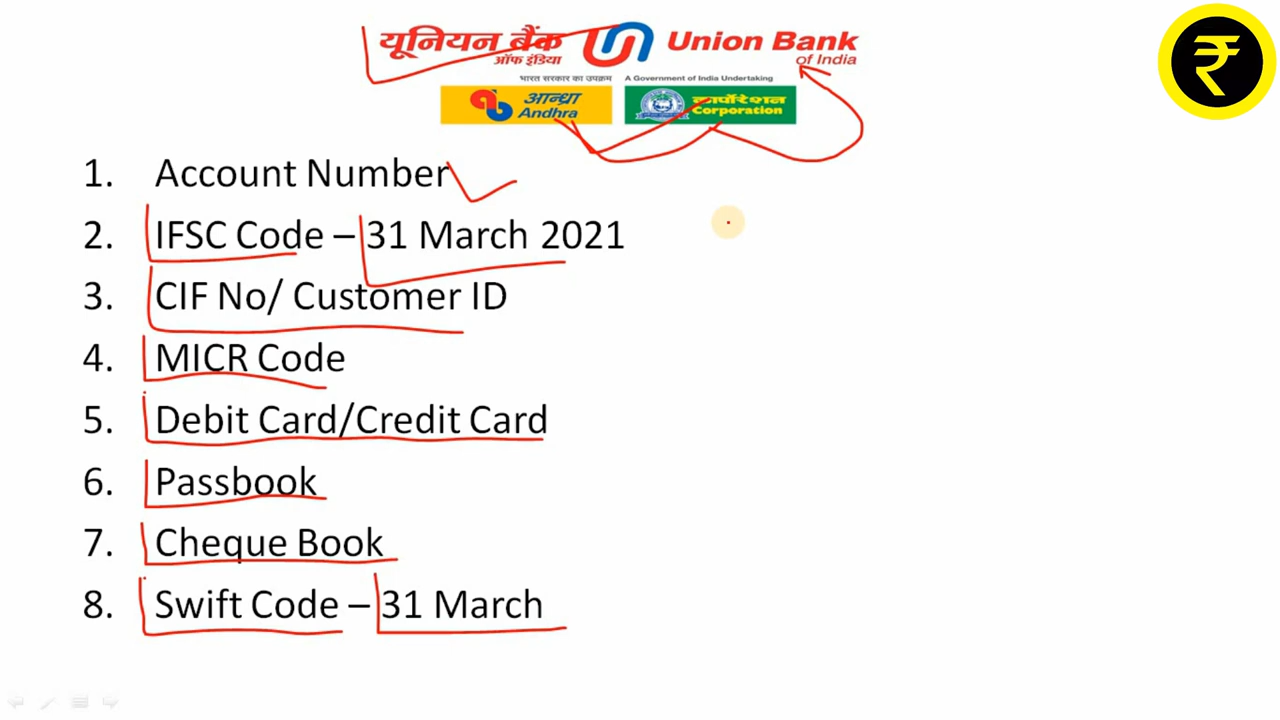 यूनियन बैंक Union Bank
ऑफ इंडिया of India
भारत सरकार का उपक्रम A Government of India Undertaking
आन्ध्रा कार्पोरेशन
Andhra Corporation
₹
1. Account Number
2. IFSC Code – 31 March 2021
3. CIF No/ Customer ID
4. MICR Code
5. Debit Card/Credit Card
6. Passbook
7. Cheque Book
8. Swift Code – 31 March